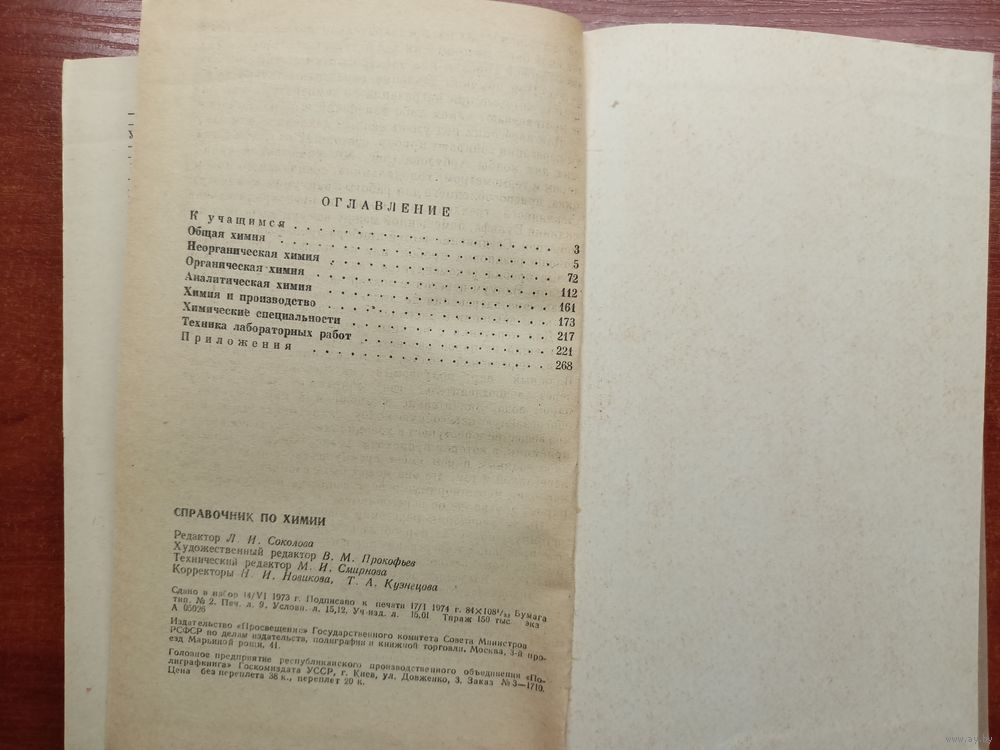 ОГЛАВЛЕНИЕ
К учащимся 3
Общая химия 5
Неорганическая химия 72
Органическая химия 112
Аналитическая химия 161
Химия и производство 173
Химические специальности 217
Техника лабораторных работ 221
Приложения 268
СПРАВОЧНИК ПО ХИМИИ
Редактор Л. И. Соколова
Художественный редактор В. М. Прокофьев
Технический редактор М. И. Смирнова
Корректоры Н. И. Новикова, Т. А. Кузнецова
Сдано в набор 14/VI 1973 г. Подписано к печати 17/I 1974 г. 84×108¹/₃₂ Бумага
тип. № 2. Печ. л. 9. Условн. л. 15,12. Уч-изд. л. 15,01 Тираж 150 тыс. экз
А 05026
Издательство «Просвещение» Государственного комитета Совета Министров
РСФСР по делам издательств, полиграфии и книжной торговли, Москва, 3-й про-
езд Марьиной рощи, 41.
Головное предприятие республиканского производственного объединения «По-
лиграфкнига» Госкомиздата УССР, г. Киев, ул. Довженко, 3. Заказ № 3—1710.
Цена без переплета 38 к., переплет 20 к.
www.ay.by